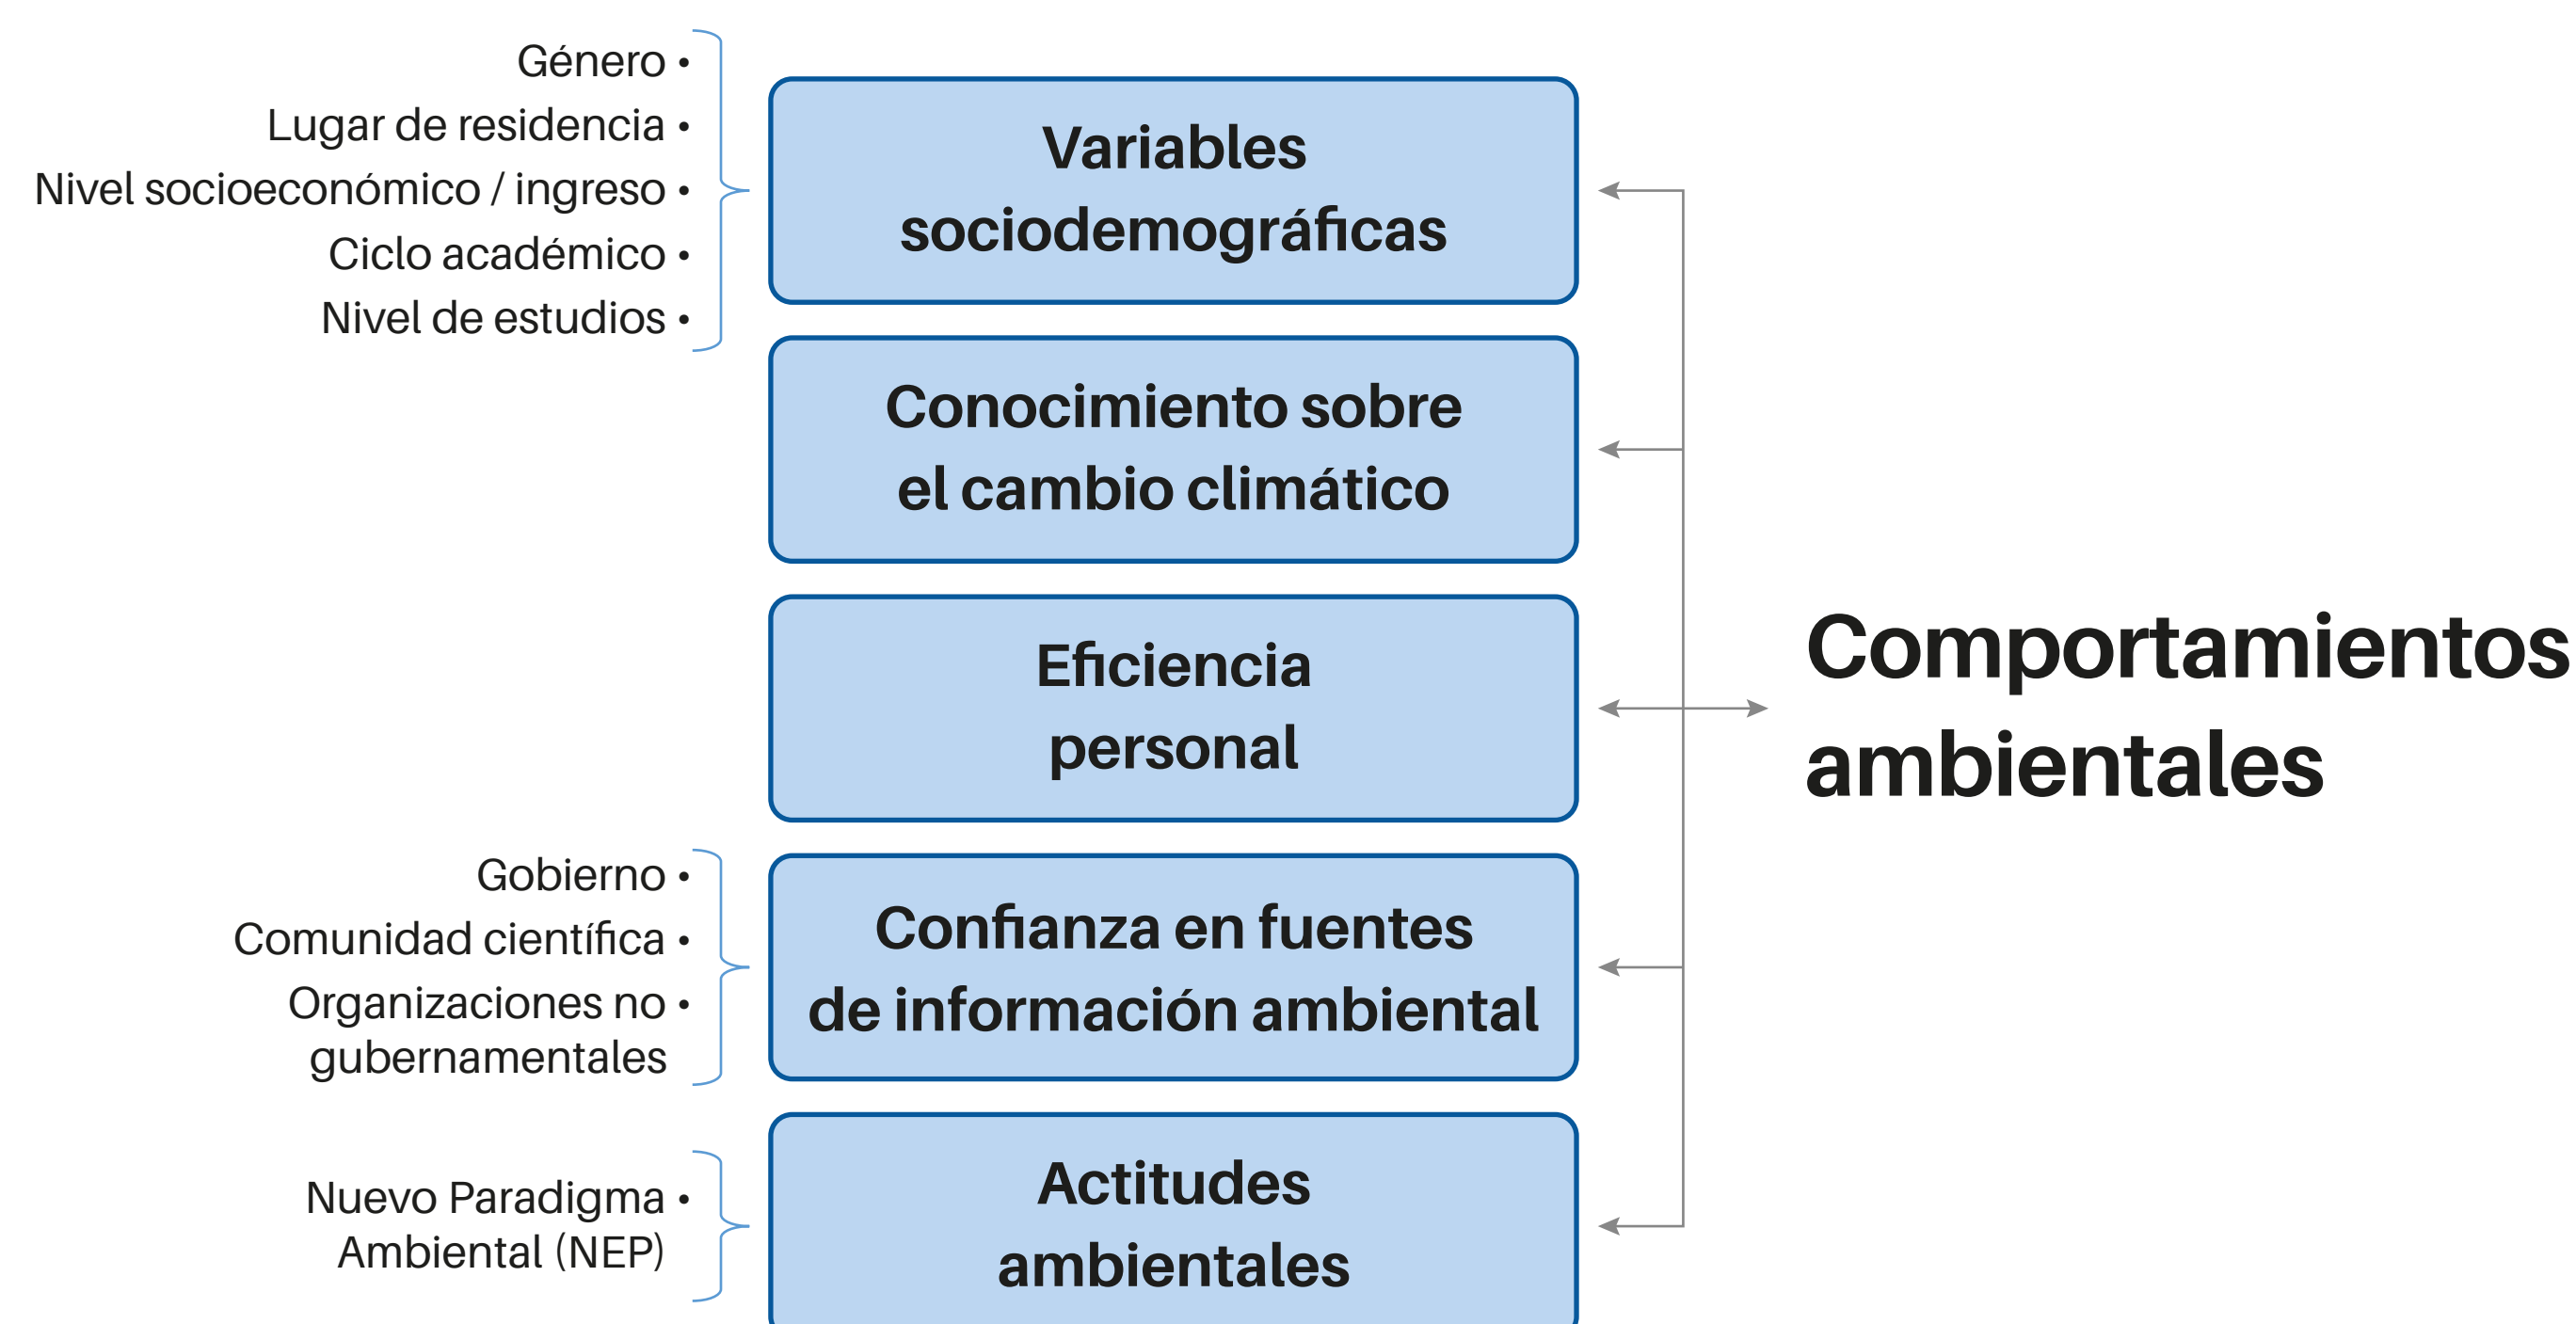 Género •
Lugar de residencia •
Nivel socioeconómico / ingreso •
Ciclo académico •
Nivel de estudios •
Variables
sociodemográficas
Conocimiento sobre
el cambio climático
Eficiencia
personal
Gobierno •
Comunidad científica •
Organizaciones no •
gubernamentales
Confianza en fuentes
de información ambiental
Nuevo Paradigma •
Ambiental (NEP)
Actitudes
ambientales
Comportamientos
ambientales